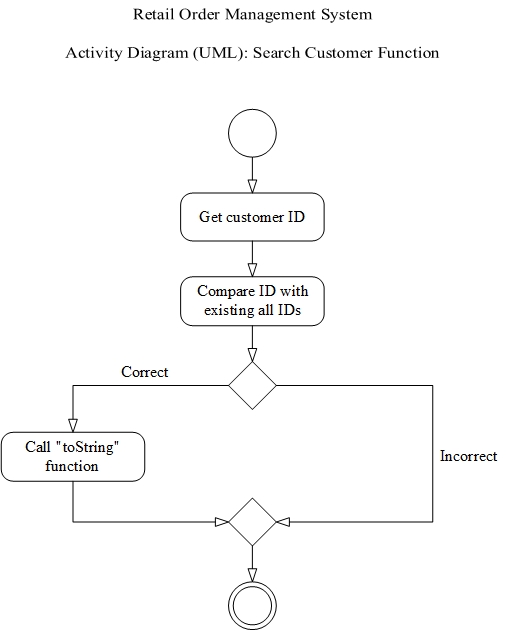 Retail Order Management System
Activity Diagram (UML): Search Customer Function
Get customer ID
Compare ID with
existing all IDs
Correct
Call "toString"
function
Incorrect